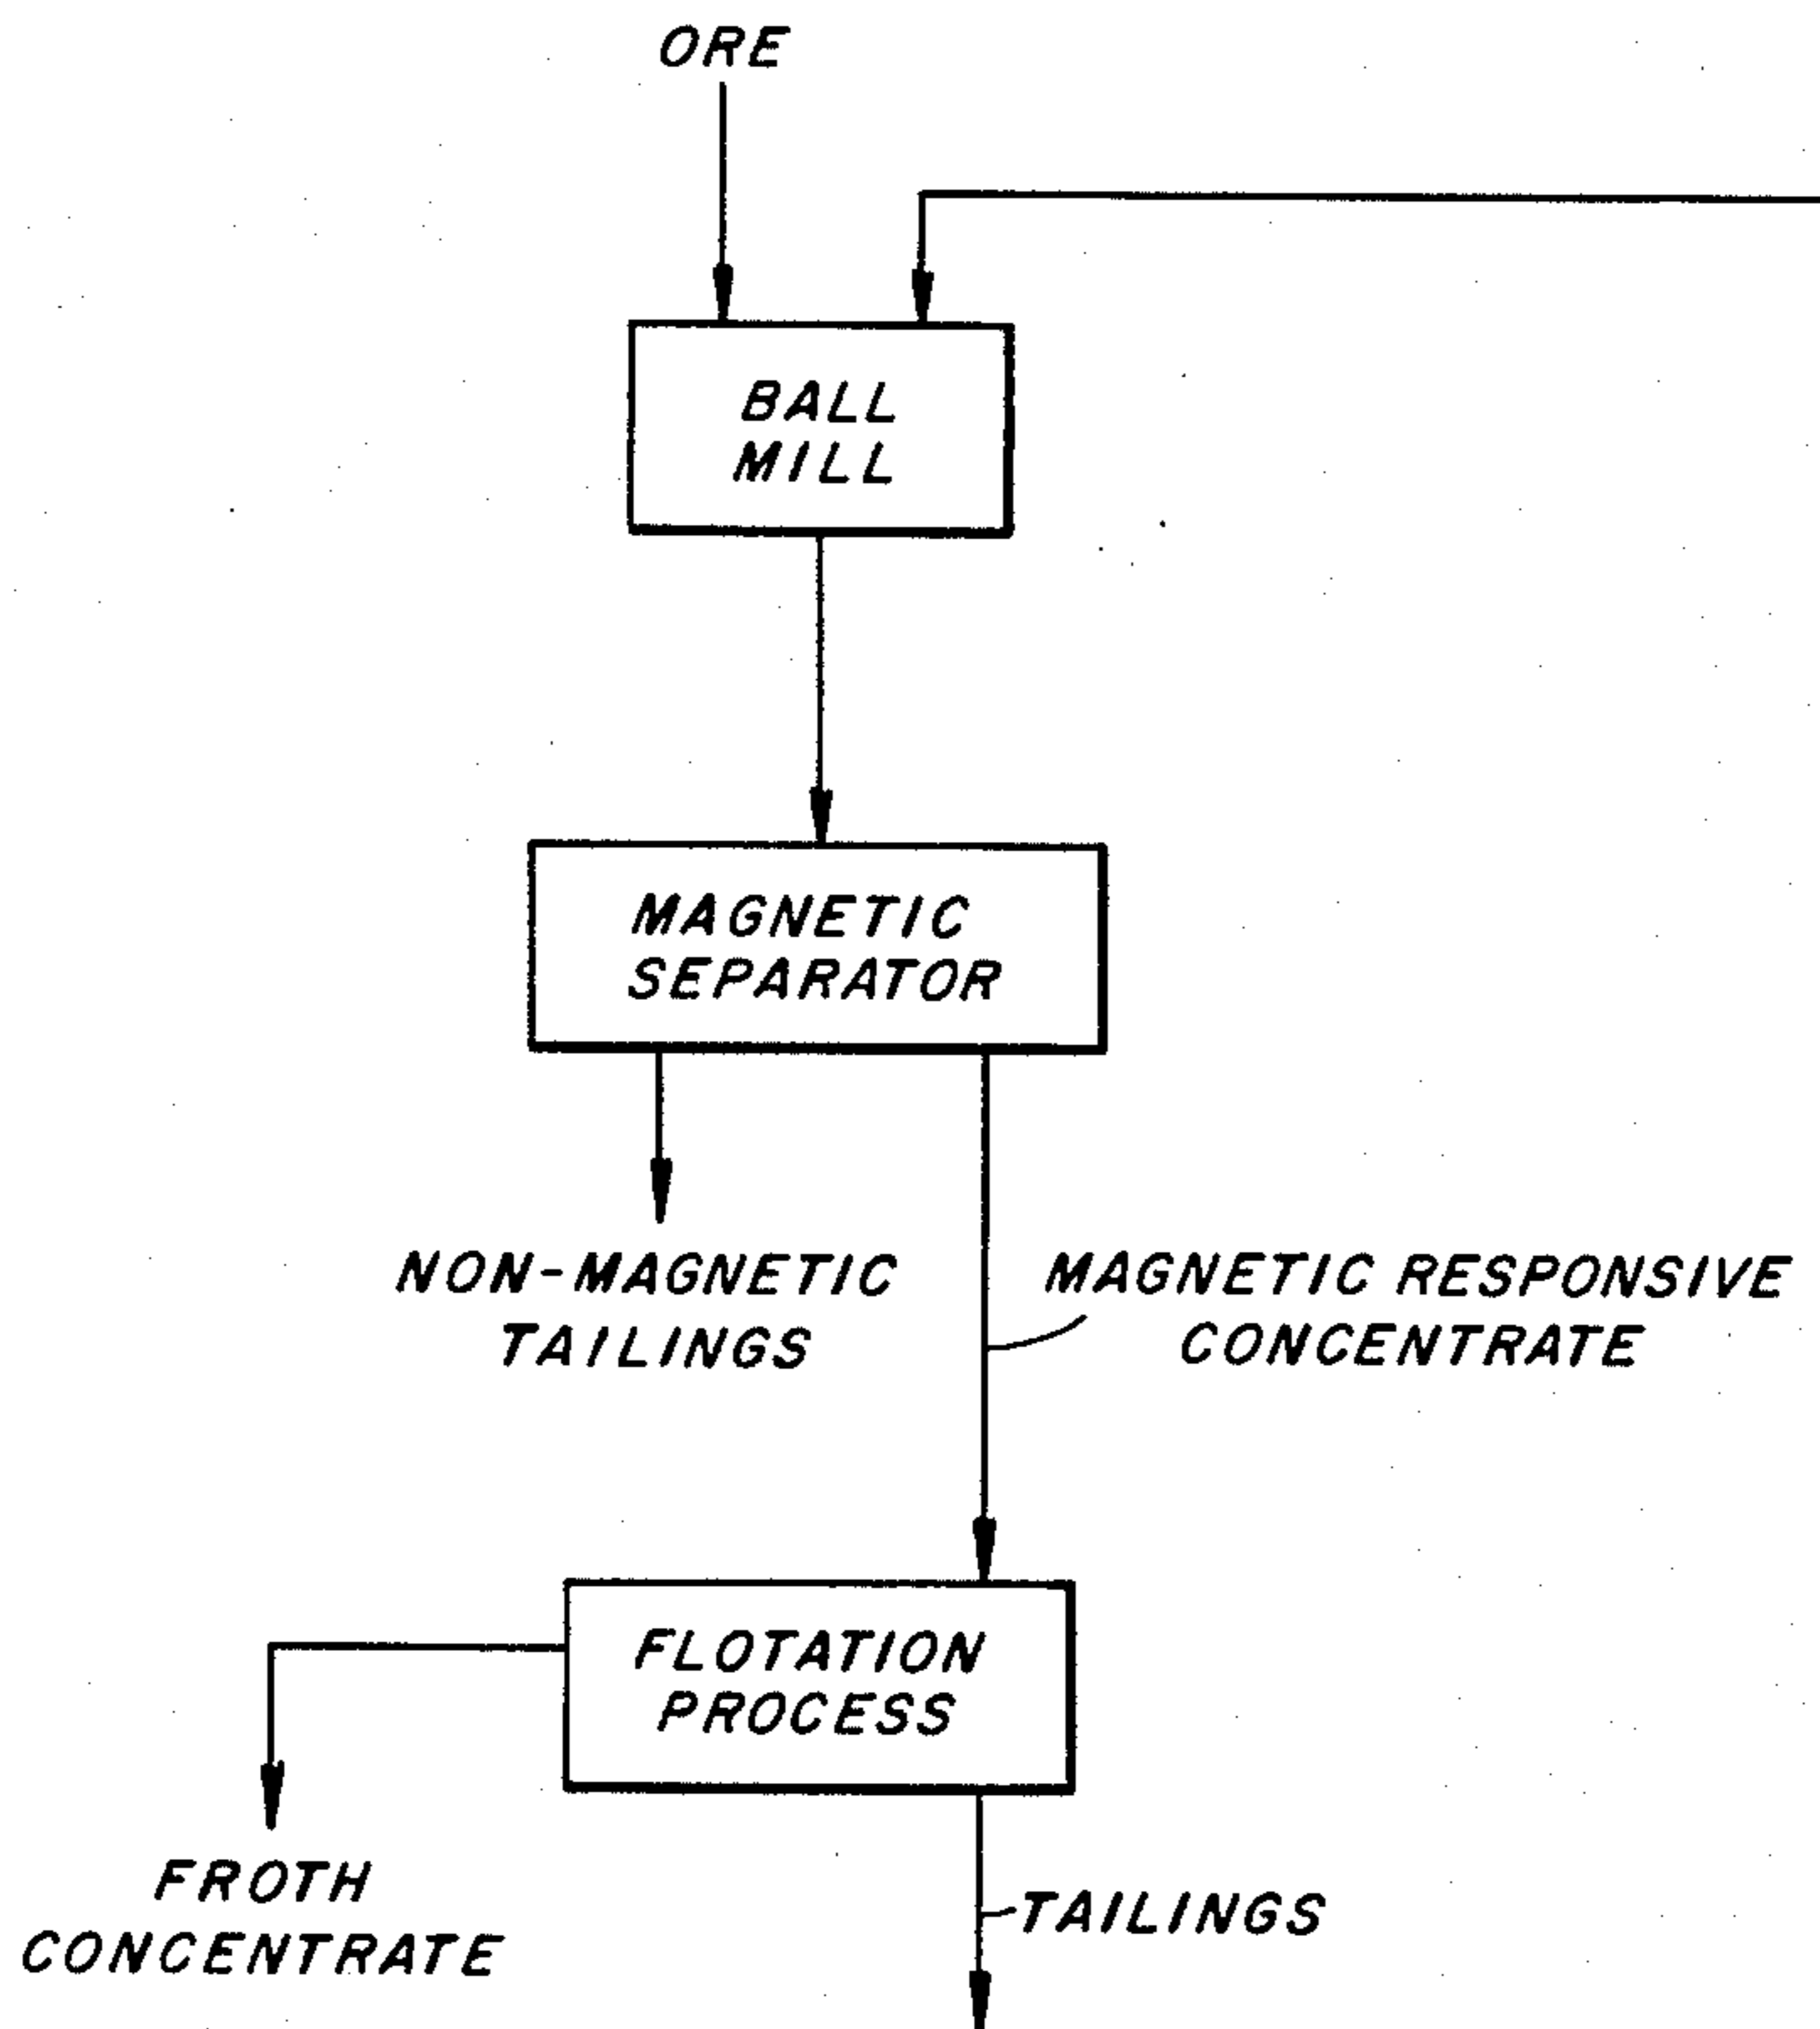 ORE
BALL
MILL
MAGNETIC
SEPARATOR
NON-MAGNETIC
TAILINGS
MAGNETIC RESPONSIVE
CONCENTRATE
FLOTATION
PROCESS
FROTH
CONCENTRATE
TAILINGS